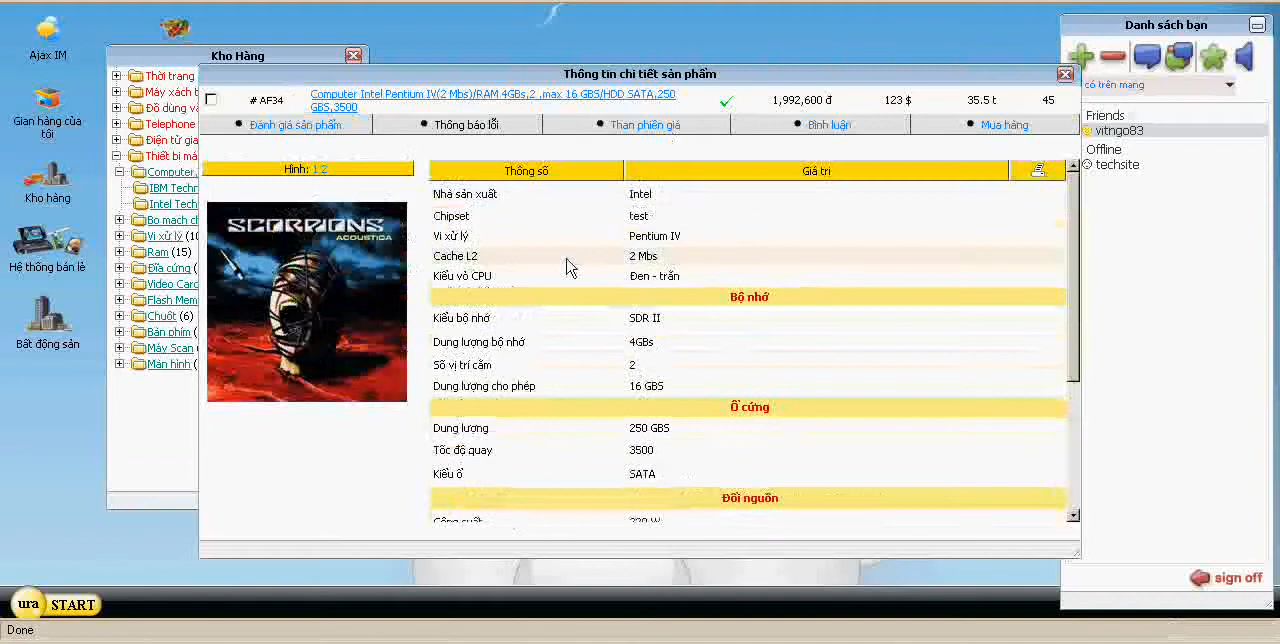 Ajax IM
Gian hàng của
tôi
Kho hàng
Hệ thống bán lẻ
Bất động sản
Kho Hàng
Thời trang
Máy xách t
Đồ dùng v
Telephone
Điện tử gia
Thiết bị má
Computer,
IBM Techn
Intel Tech
Bo mạch ch
Vi xử lý (10
Ram (15)
Đĩa cứng (
Video Card
Flash Mem
Chuột (6)
Bàn phím (
Máy Scan
Màn hình (
Thông tin chi tiết sản phẩm
# AF34
Computer Intel Pentium IV(2 Mbs)/RAM 4GBs,2 ,max 16 GBS/HDD SATA,250
GBS,3500
1,992,600 đ
123 $
35.5 t
45
Đánh giá sản phẩm
Thông báo lỗi
Than phiền giá
Bình luận
Mua hàng
Hình: 1 2
SCORPIONS
ACOUSTICA
Thông số
Giá trị
Nhà sản xuất Intel
Chipset test
Vi xử lý Pentium IV
Cache L2 2 Mbs
Kiểu vỏ CPU Đen - trắn
Bộ nhớ
Kiểu bộ nhớ SDR II
Dung lượng bộ nhớ 4GBs
Số vị trí cắm 2
Dung lượng cho phép 16 GBS
Ổ cứng
Dung lượng 250 GBS
Tốc độ quay 3500
Kiểu ổ SATA
Đổi nguồn
Danh sách bạn
có trên mạng
Friends
vitngo83
Offline
techsite
sign off
ura START
Done